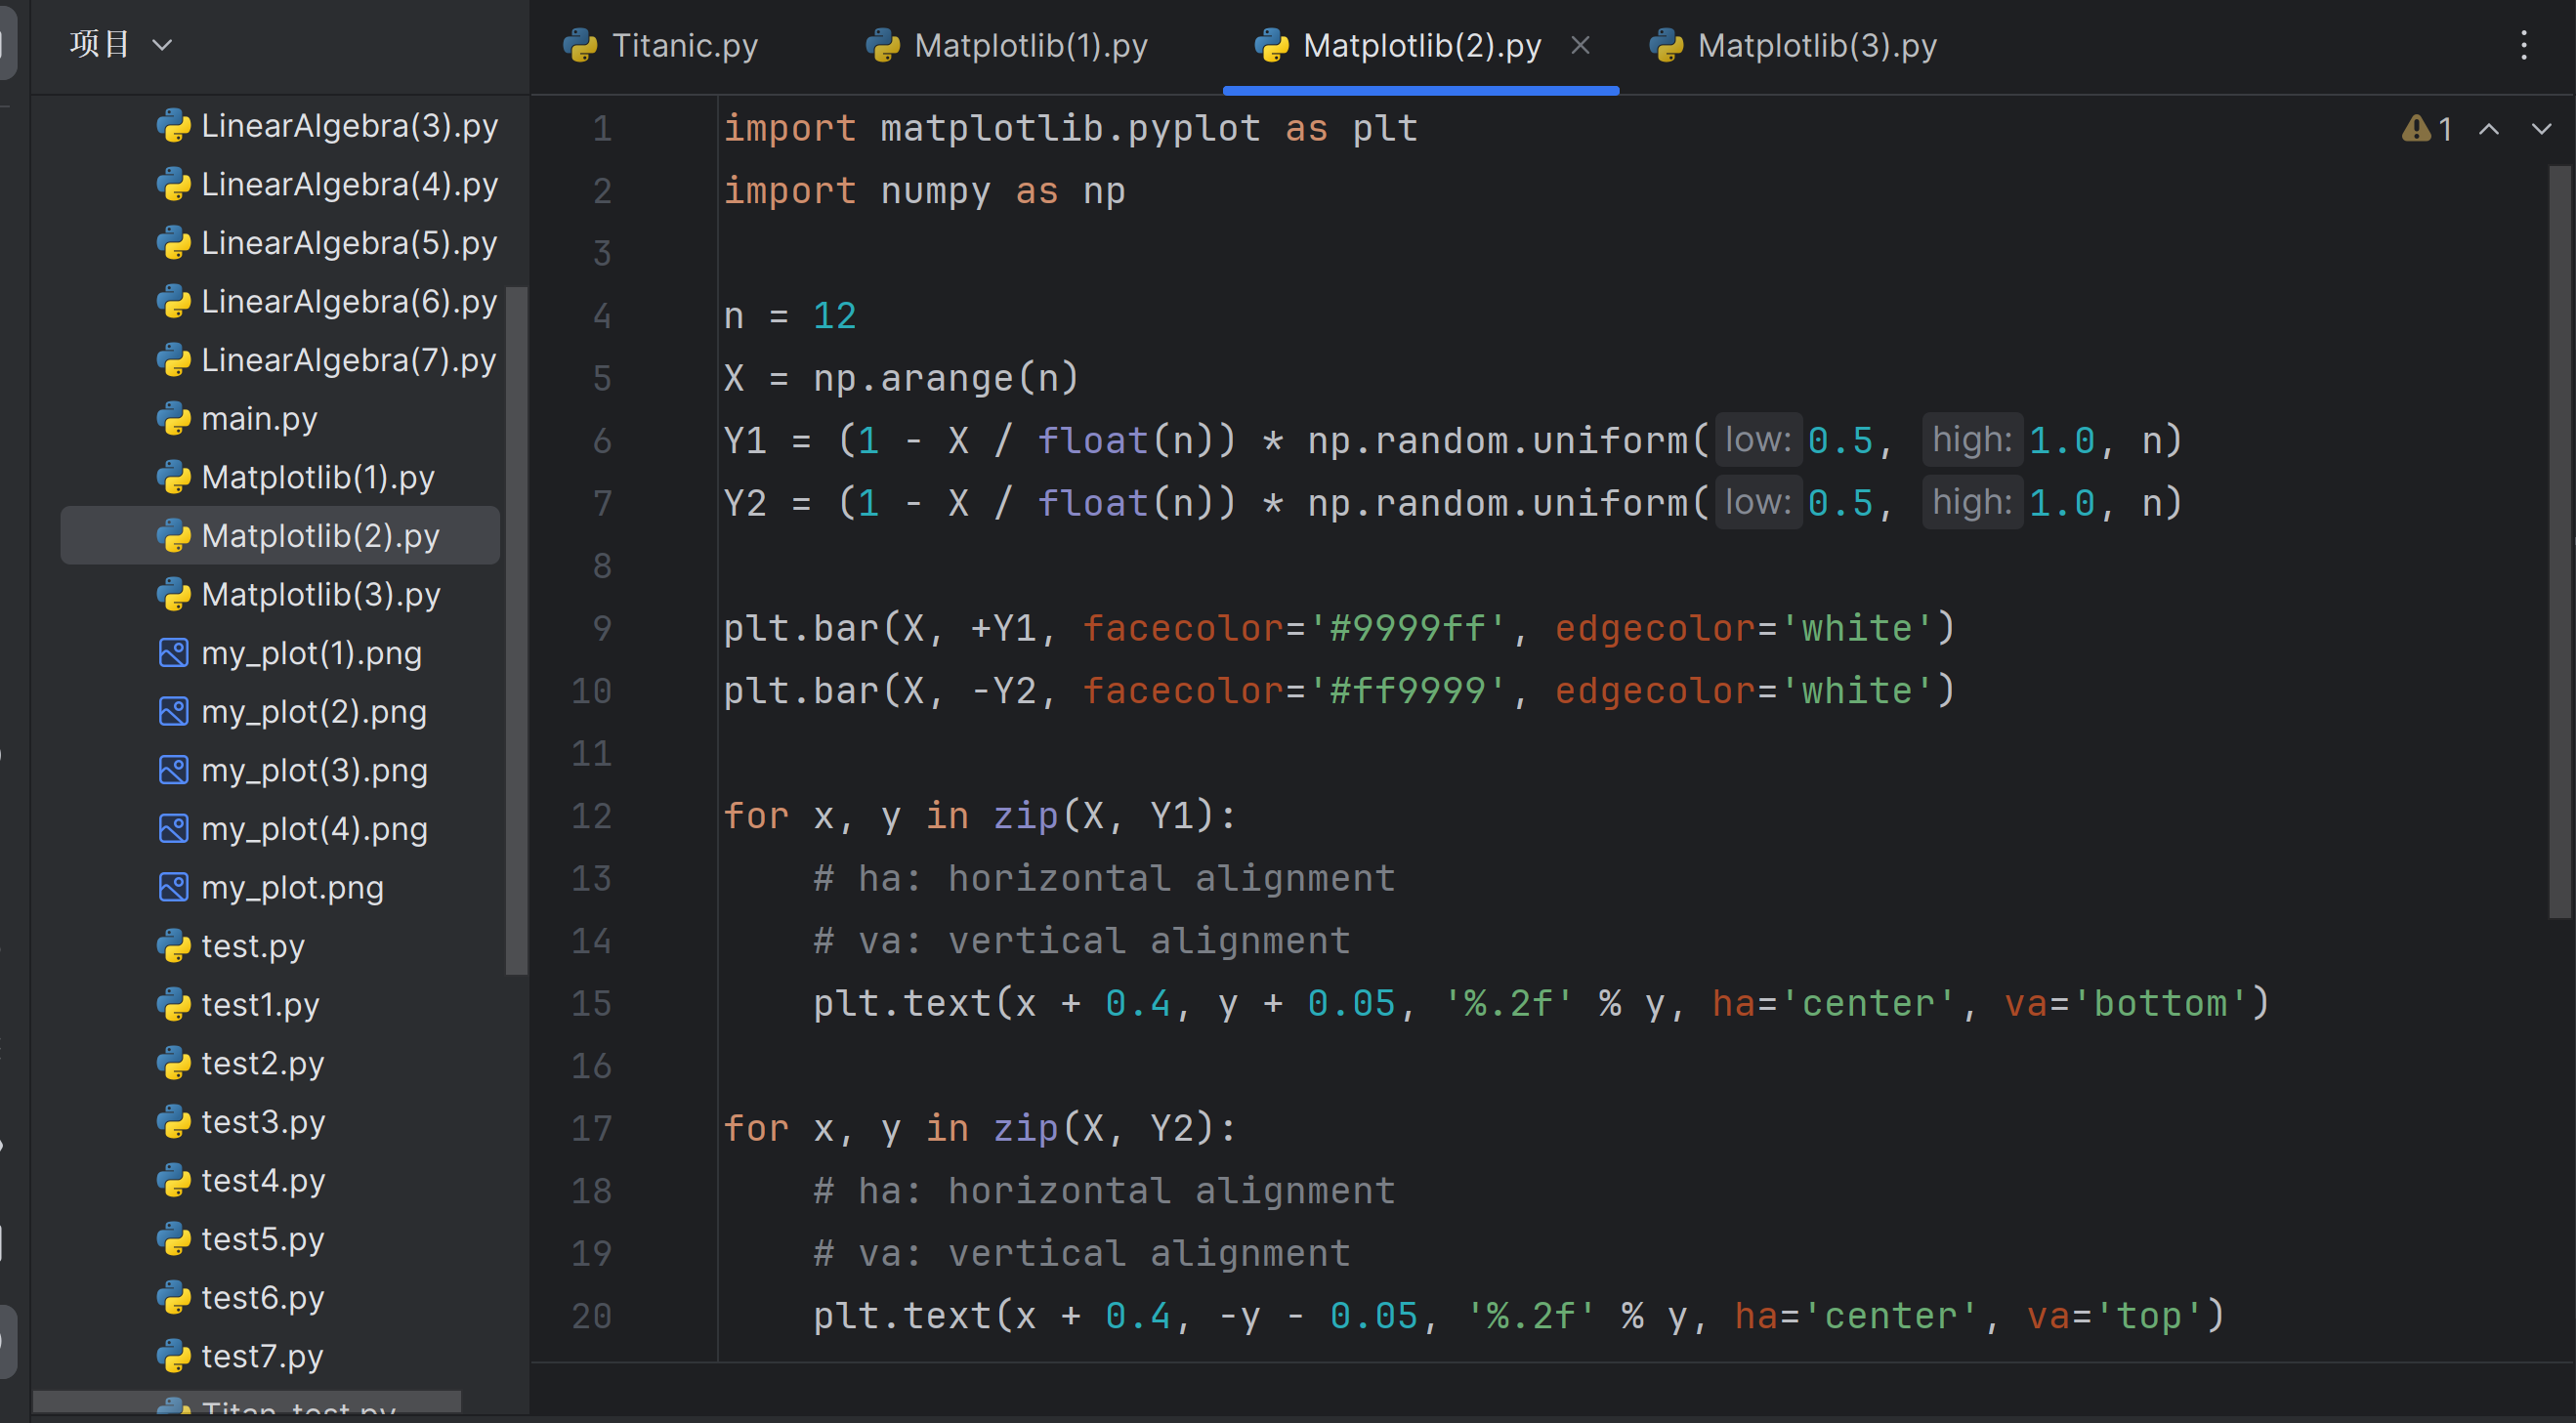 项目
LinearAlgebra(3).py
LinearAlgebra(4).py
LinearAlgebra(5).py
LinearAlgebra(6).py
LinearAlgebra(7).py
main.py
Matplotlib(1).py
Matplotlib(2).py
Matplotlib(3).py
my_plot(1).png
my_plot(2).png
my_plot(3).png
my_plot(4).png
my_plot.png
test.py
test1.py
test2.py
test3.py
test4.py
test5.py
test6.py
test7.py
Titan_test.py
Titanic.py Matplotlib(1).py Matplotlib(2).py Matplotlib(3).py
1
1 import matplotlib.pyplot as plt
2 import numpy as np
3
4 n = 12
5 X = np.arange(n)
6 Y1 = (1 - X / float(n)) * np.random.uniform(low: 0.5, high: 1.0, n)
7 Y2 = (1 - X / float(n)) * np.random.uniform(low: 0.5, high: 1.0, n)
8
9 plt.bar(X, +Y1, facecolor='#9999ff', edgecolor='white')
10 plt.bar(X, -Y2, facecolor='#ff9999', edgecolor='white')
11
12 for x, y in zip(X, Y1):
13     # ha: horizontal alignment
14     # va: vertical alignment
15     plt.text(x + 0.4, y + 0.05, '%.2f' % y, ha='center', va='bottom')
16
17 for x, y in zip(X, Y2):
18     # ha: horizontal alignment
19     # va: vertical alignment
20     plt.text(x + 0.4, -y - 0.05, '%.2f' % y, ha='center', va='top')